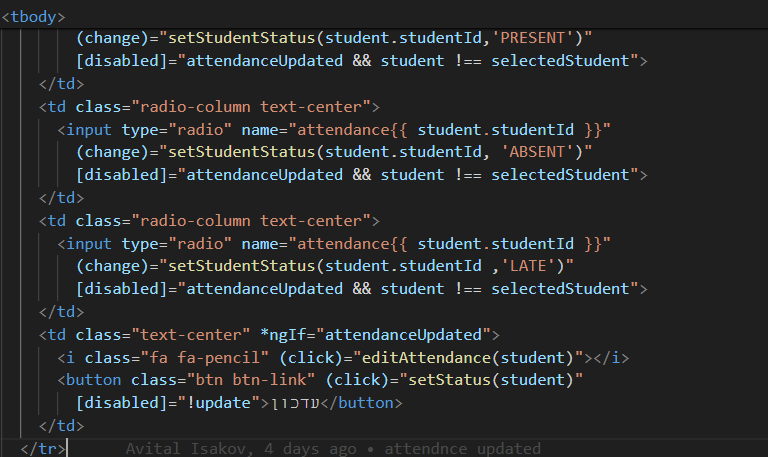 <tbody>
(change)="setStudentStatus(student.studentId,'PRESENT')"
[disabled]="attendanceUpdated && student !== selectedStudent">
</td>
<td class="radio-column text-center">
<input type="radio" name="attendance{{ student.studentId }}"
(change)="setStudentStatus(student.studentId, 'ABSENT')"
[disabled]="attendanceUpdated && student !== selectedStudent">
</td>
<td class="radio-column text-center">
<input type="radio" name="attendance{{ student.studentId }}"
(change)="setStudentStatus(student.studentId ,'LATE')"
[disabled]="attendanceUpdated && student !== selectedStudent">
</td>
<td class="text-center" *ngIf="attendanceUpdated">
<i class="fa fa-pencil" (click)="editAttendance(student)"></i>
<button class="btn btn-link" (click)="setStatus(student)"
[disabled]="!update">עדכון</button>
</td>
</tr> Avital Isakov, 4 days ago • attendnce updated